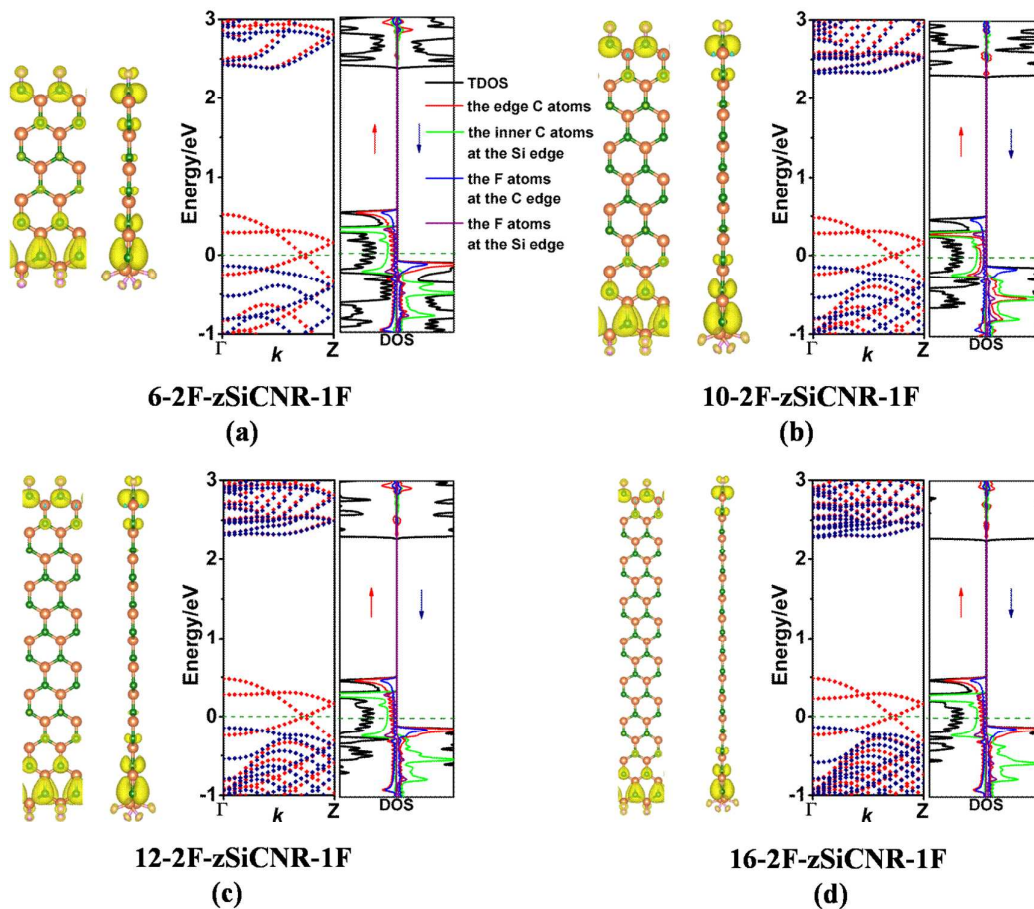 3
2
1
0
-1
Energy/eV
Γ
k
Z
DOS
TDOS
the edge C atoms
the inner C atoms
at the Si edge
the F atoms
at the C edge
the F atoms
at the Si edge
6-2F-zSiCNR-1F
(a)
3
2
1
0
-1
Energy/eV
Γ
k
Z
DOS
10-2F-zSiCNR-1F
(b)
3
2
1
0
-1
Energy/eV
Γ
k
Z
DOS
12-2F-zSiCNR-1F
(c)
3
2
1
0
-1
Energy/eV
Γ
k
Z
DOS
16-2F-zSiCNR-1F
(d)